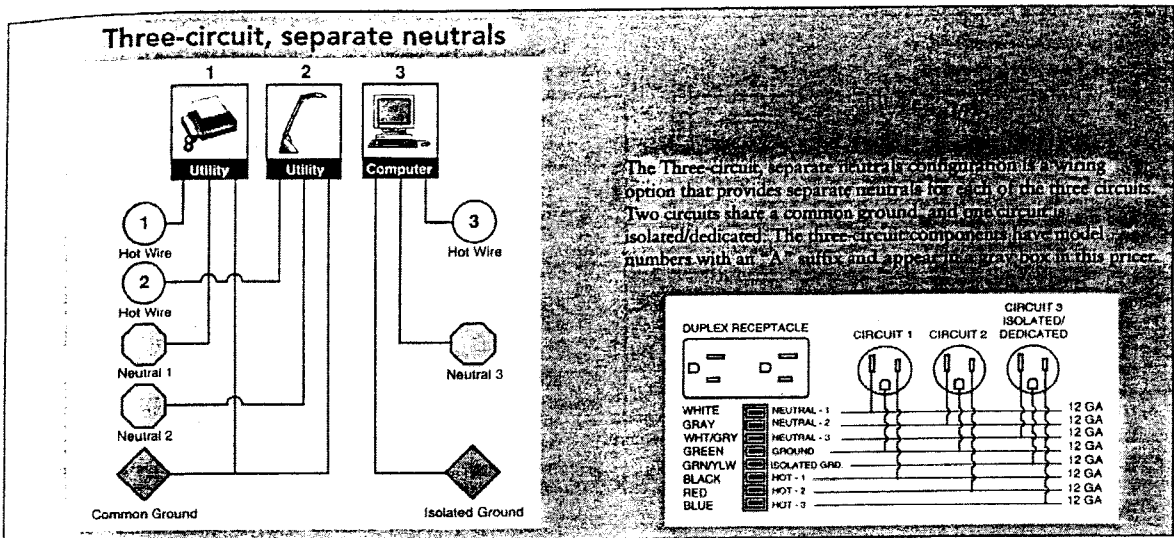 Three-circuit, separate neutrals
1 2 3
Utility Utility Computer
1
Hot Wire
3
Hot Wire
2
Hot Wire
Neutral 1
Neutral 3
Neutral 2
Common Ground
Isolated Ground
The Three-circuit, separate neutrals configuration is a wiring
option that provides separate neutrals for each of the three circuits.
Two circuits share a common ground, and one circuit is
isolated/dedicated. The three-circuit components have model
numbers with an "A" suffix and appear in a gray box in this pricer.
DUPLEX RECEPTACLE
CIRCUIT 1
CIRCUIT 2
CIRCUIT 3
ISOLATED/
DEDICATED
WHITE NEUTRAL - 1 12 GA
GRAY NEUTRAL - 2 12 GA
WHT/GRY NEUTRAL - 3 12 GA
GREEN GROUND 12 GA
GRN/YLW ISOLATED GRD. 12 GA
BLACK HOT - 1 12 GA
RED HOT - 2 12 GA
BLUE HOT - 3 12 GA